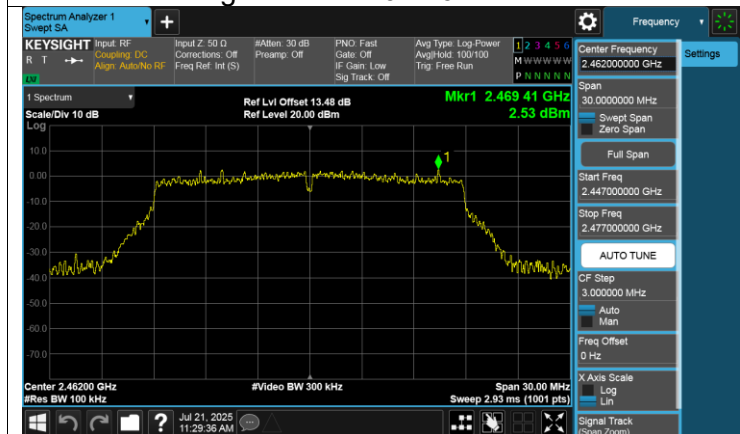 Spectrum Analyzer 1
Swept SA
Frequency
KEYSIGHT
R T
LNI
Input: RF
Coupling: DC
Align: Auto/No RF
Input Z: 50 Ω
Corrections: Off
Freq Ref: Int (S)
#Atten: 30 dB
Preamp: Off
PNO: Fast
Gate: Off
IF Gain: Low
Sig Track: Off
Avg Type: Log-Power
Avg|Hold: 100/100
Trig: Free Run
1 2 3 4 5 6
M W W W W W
P N N N N N
1 Spectrum
Scale/Div 10 dB
Log
Ref Lvl Offset 13.48 dB
Ref Level 20.00 dBm
Mkr1 2.469 41 GHz
2.53 dBm
1
10.0
0.00
-10.0
-20.0
-30.0
-40.0
-50.0
-60.0
-70.0
Center 2.46200 GHz
#Res BW 100 kHz
#Video BW 300 kHz
Span 30.00 MHz
Sweep 2.93 ms (1001 pts)
Center Frequency
2.462000000 GHz
Settings
Span
30.0000000 MHz
Swept Span
Zero Span
Full Span
Start Freq
2.447000000 GHz
Stop Freq
2.477000000 GHz
AUTO TUNE
CF Step
3.000000 MHz
Auto
Man
Freq Offset
0 Hz
X Axis Scale
Log
Lin
Signal Track
(Span Zoom)
?
Jul 21, 2025
11:29:36 AM